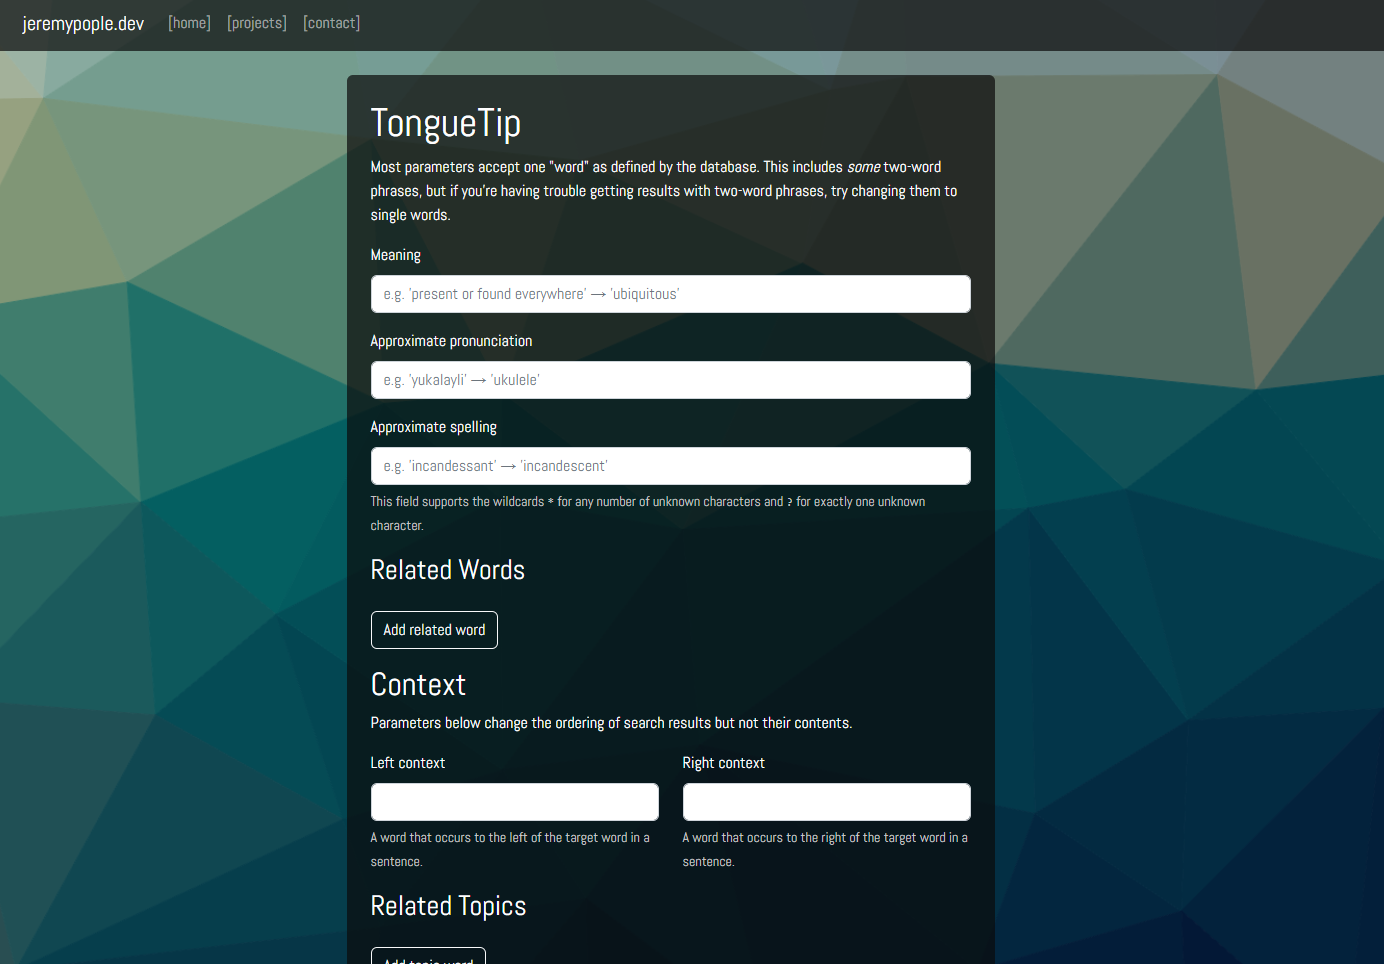 jeremypople.dev [home] [projects] [contact]
TongueTip
Most parameters accept one "word" as defined by the database. This includes some two-word
phrases, but if you're having trouble getting results with two-word phrases, try changing them to
single words.
Meaning
e.g. 'present or found everywhere' → 'ubiquitous'
Approximate pronunciation
e.g. 'yukalayli' → 'ukulele'
Approximate spelling
e.g. 'incandessant' → 'incandescent'
This field supports the wildcards * for any number of unknown characters and ? for exactly one unknown
character.
Related Words
Add related word
Context
Parameters below change the ordering of search results but not their contents.
Left context Right context
A word that occurs to the left of the target word in a
sentence.
A word that occurs to the right of the target word in a
sentence.
Related Topics
Add topic word